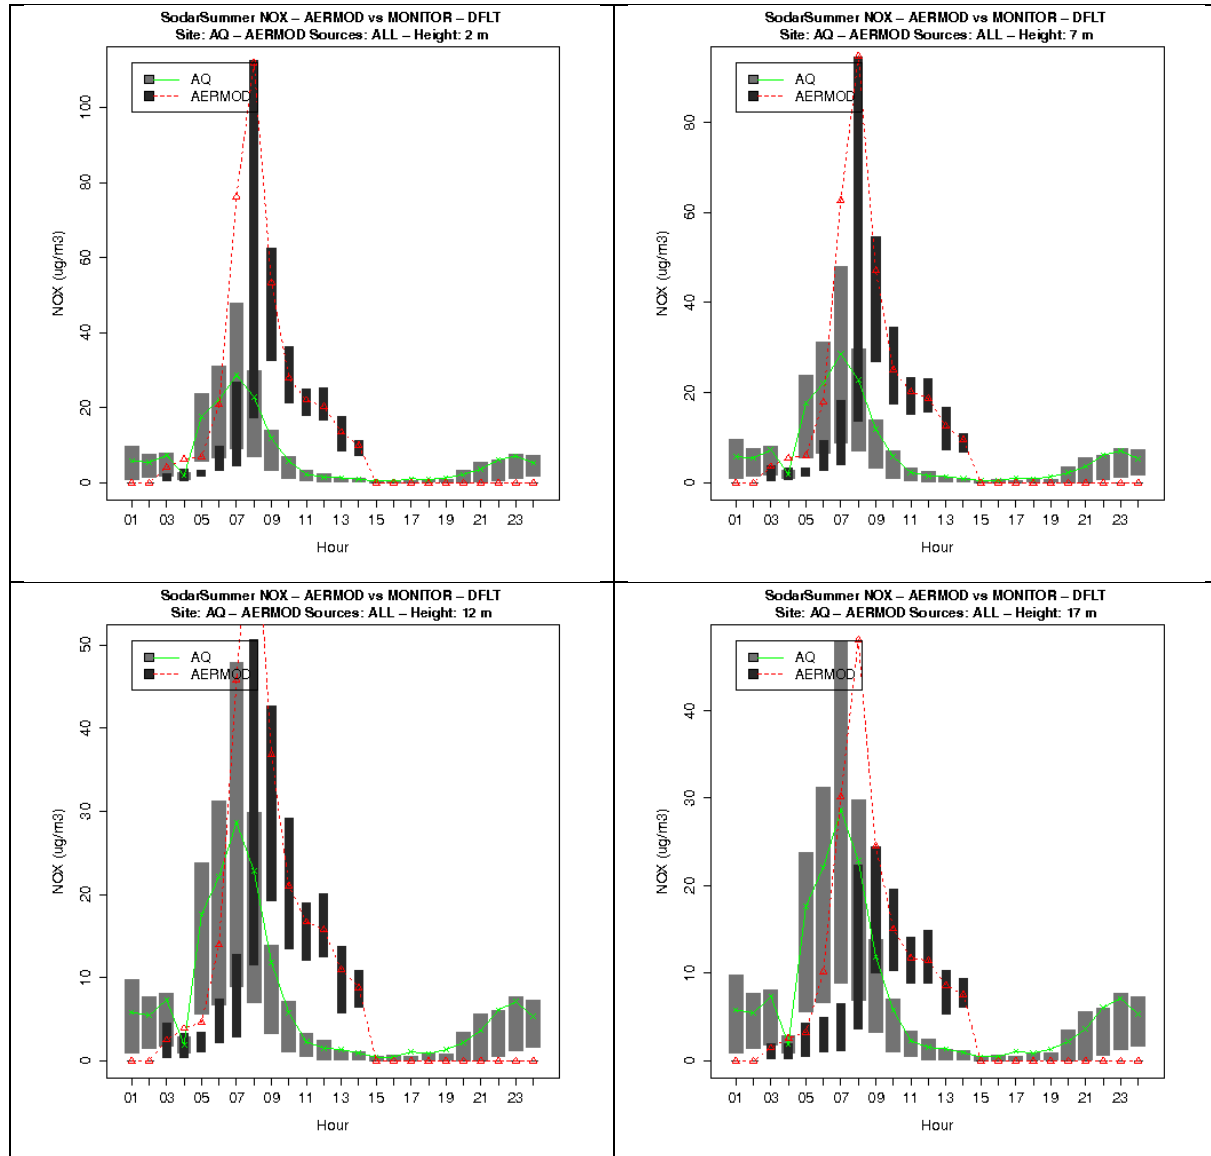 SodarSummer NOX – AERMOD vs MONITOR – DFLT
Site: AQ – AERMOD Sources: ALL – Height: 2 m
AQ
AERMOD
NOX (ug/m3)
100
80
60
40
20
0
01 03 05 07 09 11 13 15 17 19 21 23
Hour
SodarSummer NOX – AERMOD vs MONITOR – DFLT
Site: AQ – AERMOD Sources: ALL – Height: 7 m
AQ
AERMOD
NOX (ug/m3)
80
60
40
20
0
01 03 05 07 09 11 13 15 17 19 21 23
Hour
SodarSummer NOX – AERMOD vs MONITOR – DFLT
Site: AQ – AERMOD Sources: ALL – Height: 12 m
AQ
AERMOD
NOX (ug/m3)
50
40
30
20
10
0
01 03 05 07 09 11 13 15 17 19 21 23
Hour
SodarSummer NOX – AERMOD vs MONITOR – DFLT
Site: AQ – AERMOD Sources: ALL – Height: 17 m
AQ
AERMOD
NOX (ug/m3)
40
30
20
10
0
01 03 05 07 09 11 13 15 17 19 21 23
Hour